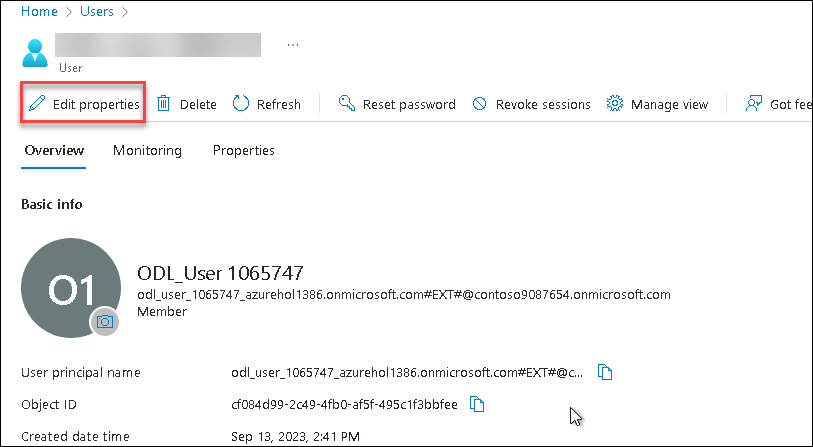 Home > Users >
...
User
Edit properties Delete Refresh Reset password Revoke sessions Manage view Got fee
Overview Monitoring Properties
Basic info
O1
ODL_User 1065747
odl_user_1065747_azurehol1386.onmicrosoft.com#EXT#@contoso9087654.onmicrosoft.com
Member
User principal name odl_user_1065747_azurehol1386.onmicrosoft.com#EXT#@c...
Object ID cf084d99-2c49-4fb0-af5f-495c1f3bbfee
Created date time Sep 13, 2023, 2:41 PM